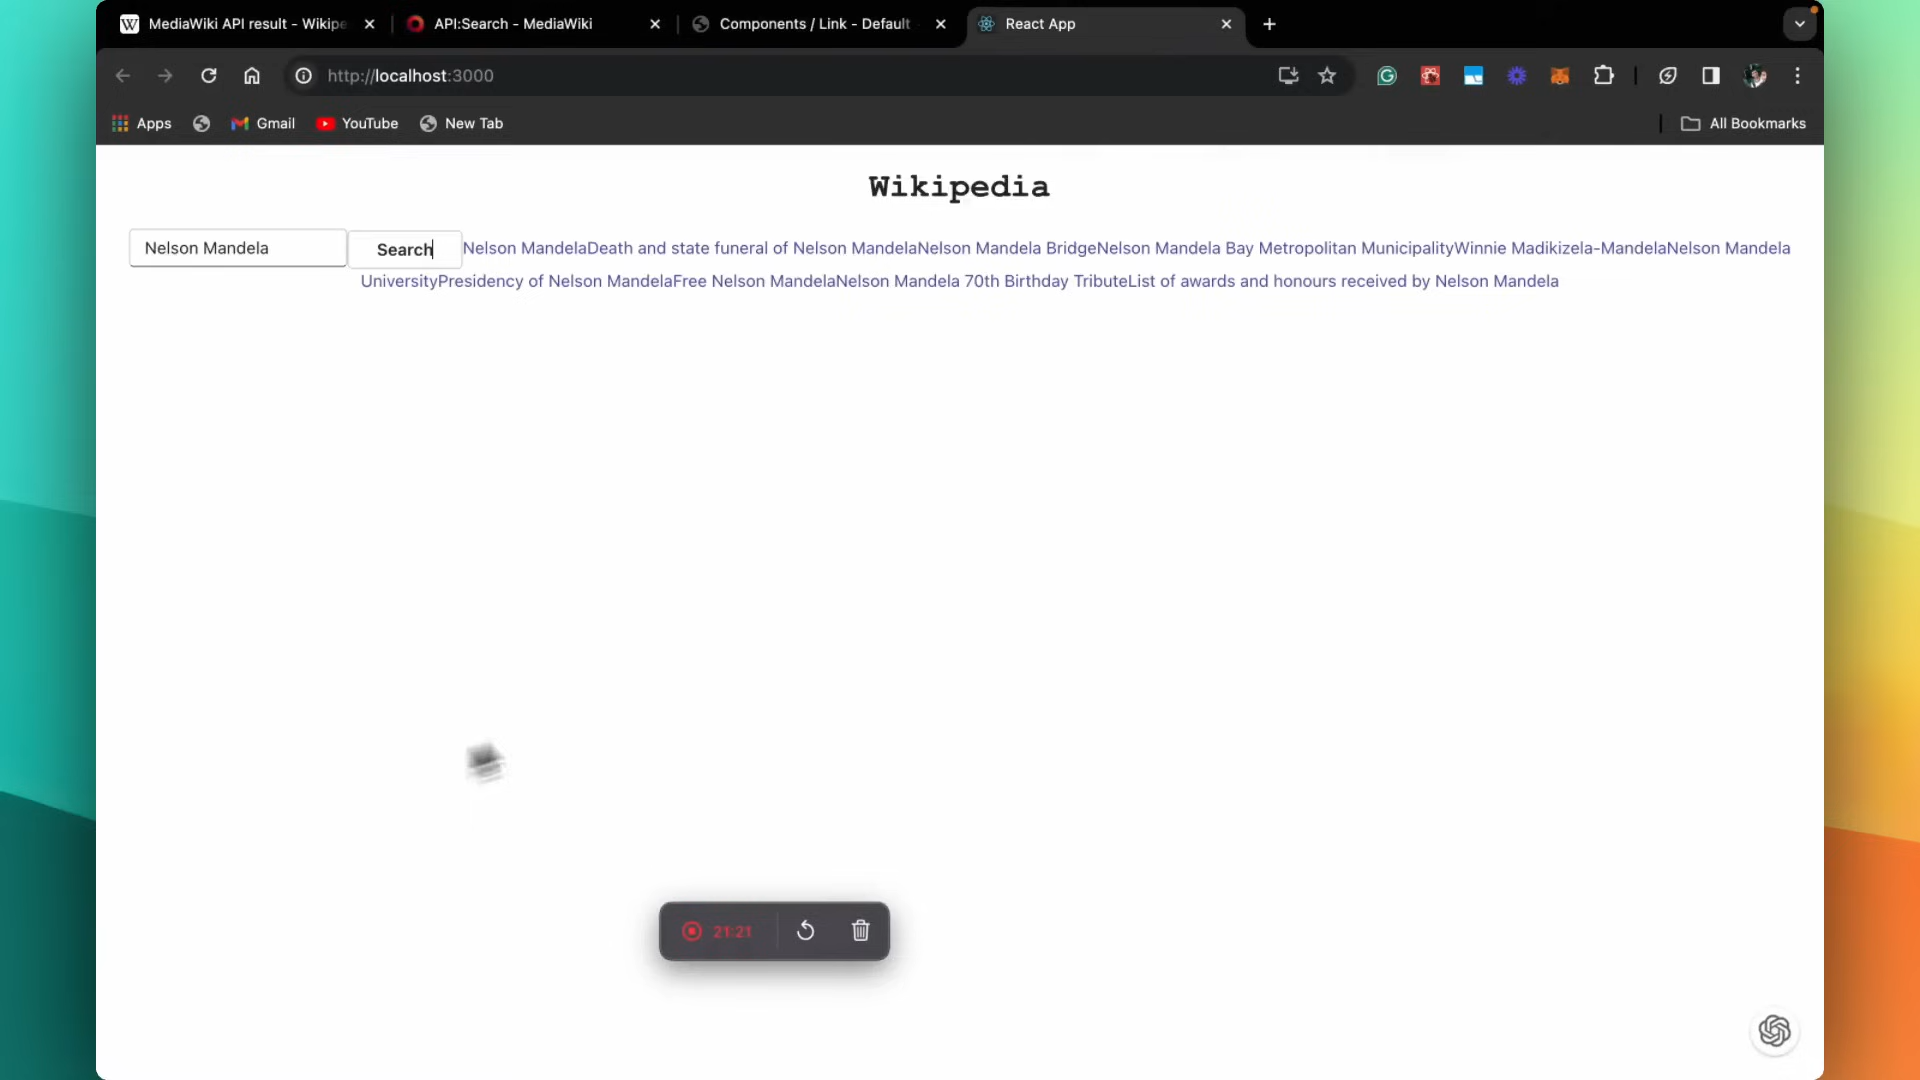 MediaWiki API result - Wikipe
API:Search - MediaWiki
Components / Link - Default
React App
http://localhost:3000
Apps
Gmail
YouTube
New Tab
All Bookmarks
Wikipedia
Nelson Mandela
Search
Nelson MandelaDeath and state funeral of Nelson MandelaNelson Mandela BridgeNelson Mandela Bay Metropolitan MunicipalityWinnie Madikizela-MandelaNelson Mandela
UniversityPresidency of Nelson MandelaFree Nelson MandelaNelson Mandela 70th Birthday TributeList of awards and honours received by Nelson Mandela
21:21